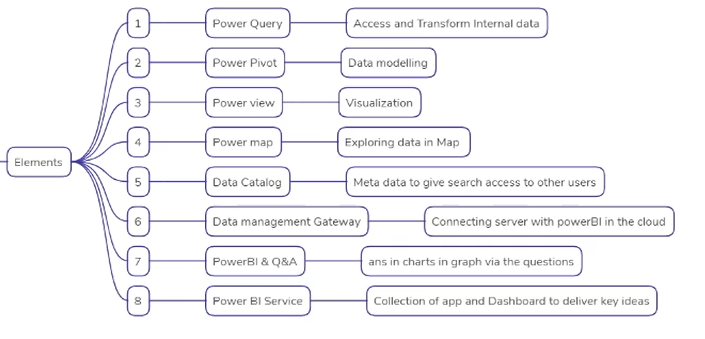 1 Power Query Access and Transform Internal data
2 Power Pivot Data modelling
3 Power view Visualization
4 Power map Exploring data in Map
Elements
5 Data Catalog Meta data to give search access to other users
6 Data management Gateway Connecting server with powerBI in the cloud
7 PowerBI & Q&A ans in charts in graph via the questions
8 Power BI Service Collection of app and Dashboard to deliver key ideas